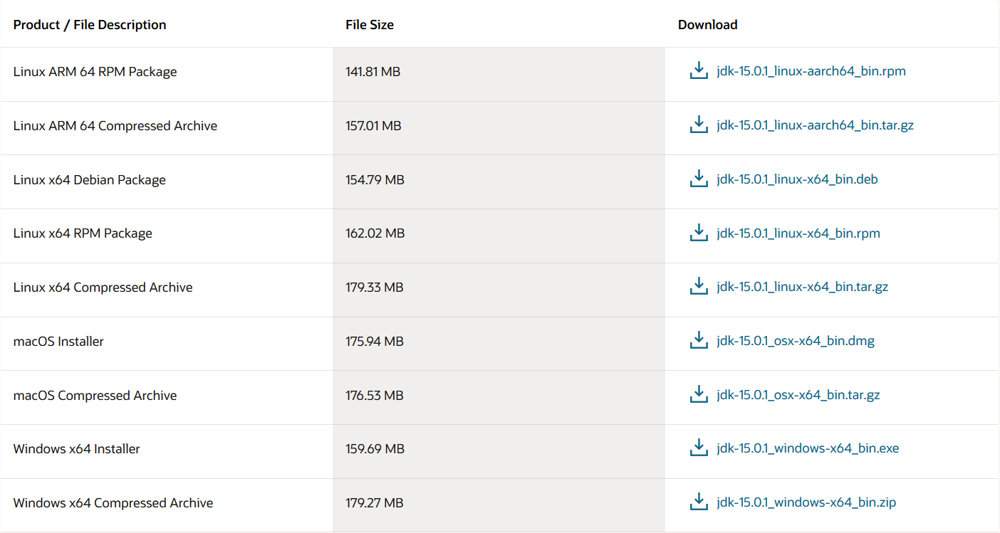 Product / File Description File Size Download
Linux ARM 64 RPM Package 141.81 MB jdk-15.0.1_linux-aarch64_bin.rpm
Linux ARM 64 Compressed Archive 157.01 MB jdk-15.0.1_linux-aarch64_bin.tar.gz
Linux x64 Debian Package 154.79 MB jdk-15.0.1_linux-x64_bin.deb
Linux x64 RPM Package 162.02 MB jdk-15.0.1_linux-x64_bin.rpm
Linux x64 Compressed Archive 179.33 MB jdk-15.0.1_linux-x64_bin.tar.gz
macOS Installer 175.94 MB jdk-15.0.1_osx-x64_bin.dmg
macOS Compressed Archive 176.53 MB jdk-15.0.1_osx-x64_bin.tar.gz
Windows x64 Installer 159.69 MB jdk-15.0.1_windows-x64_bin.exe
Windows x64 Compressed Archive 179.27 MB jdk-15.0.1_windows-x64_bin.zip